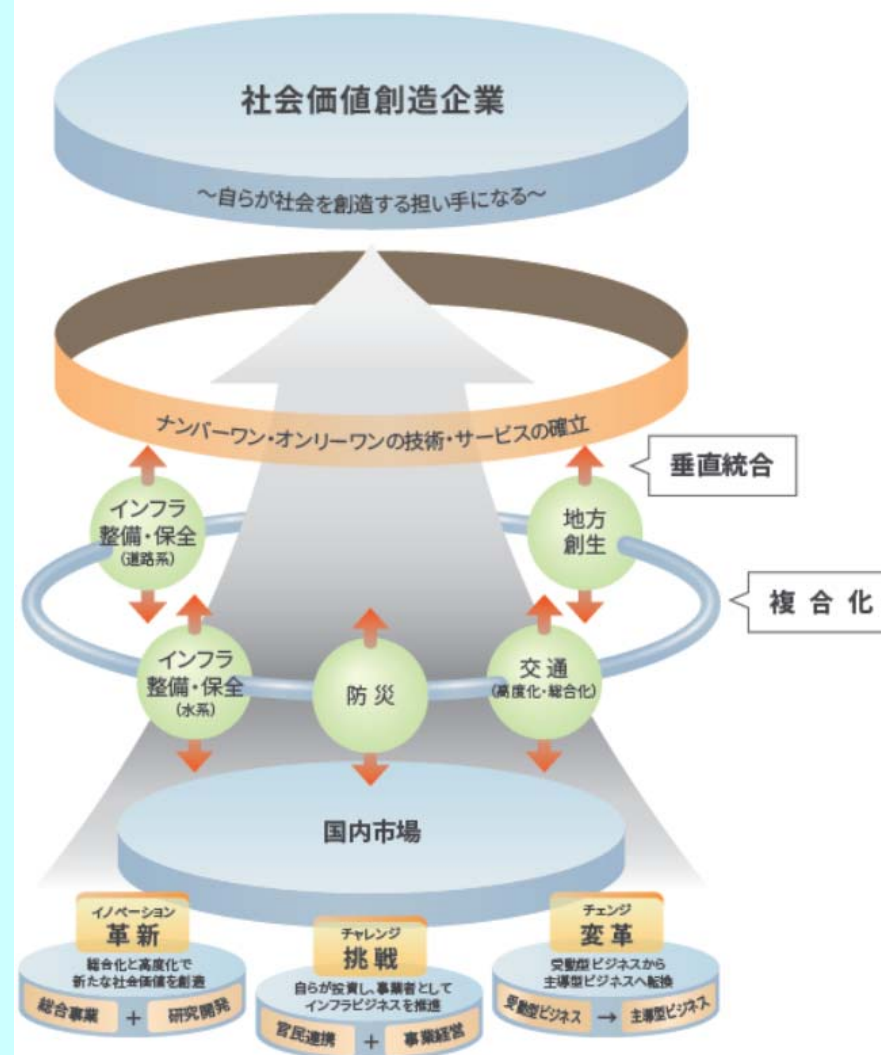 社会価値創造企業
～自らが社会を創造する担い手になる～
ナンバーワン・オンリーワンの技術・サービスの確立
垂直統合
インフラ
整備・保全
(道路系)
地方
創生
複合化
インフラ
整備・保全
(水系)
防災
交通
(高度化・総合化)
国内市場
イノベーション
革新
総合化と高度化で
新たな社会価値を創造
総合事業 + 研究開発
チャレンジ
挑戦
自らが投資し、事業者として
インフラビジネスを推進
官民連携 + 事業経営
チェンジ
変革
受動型ビジネスから
主導型ビジネスへ転換
受動型ビジネス → 主導型ビジネス